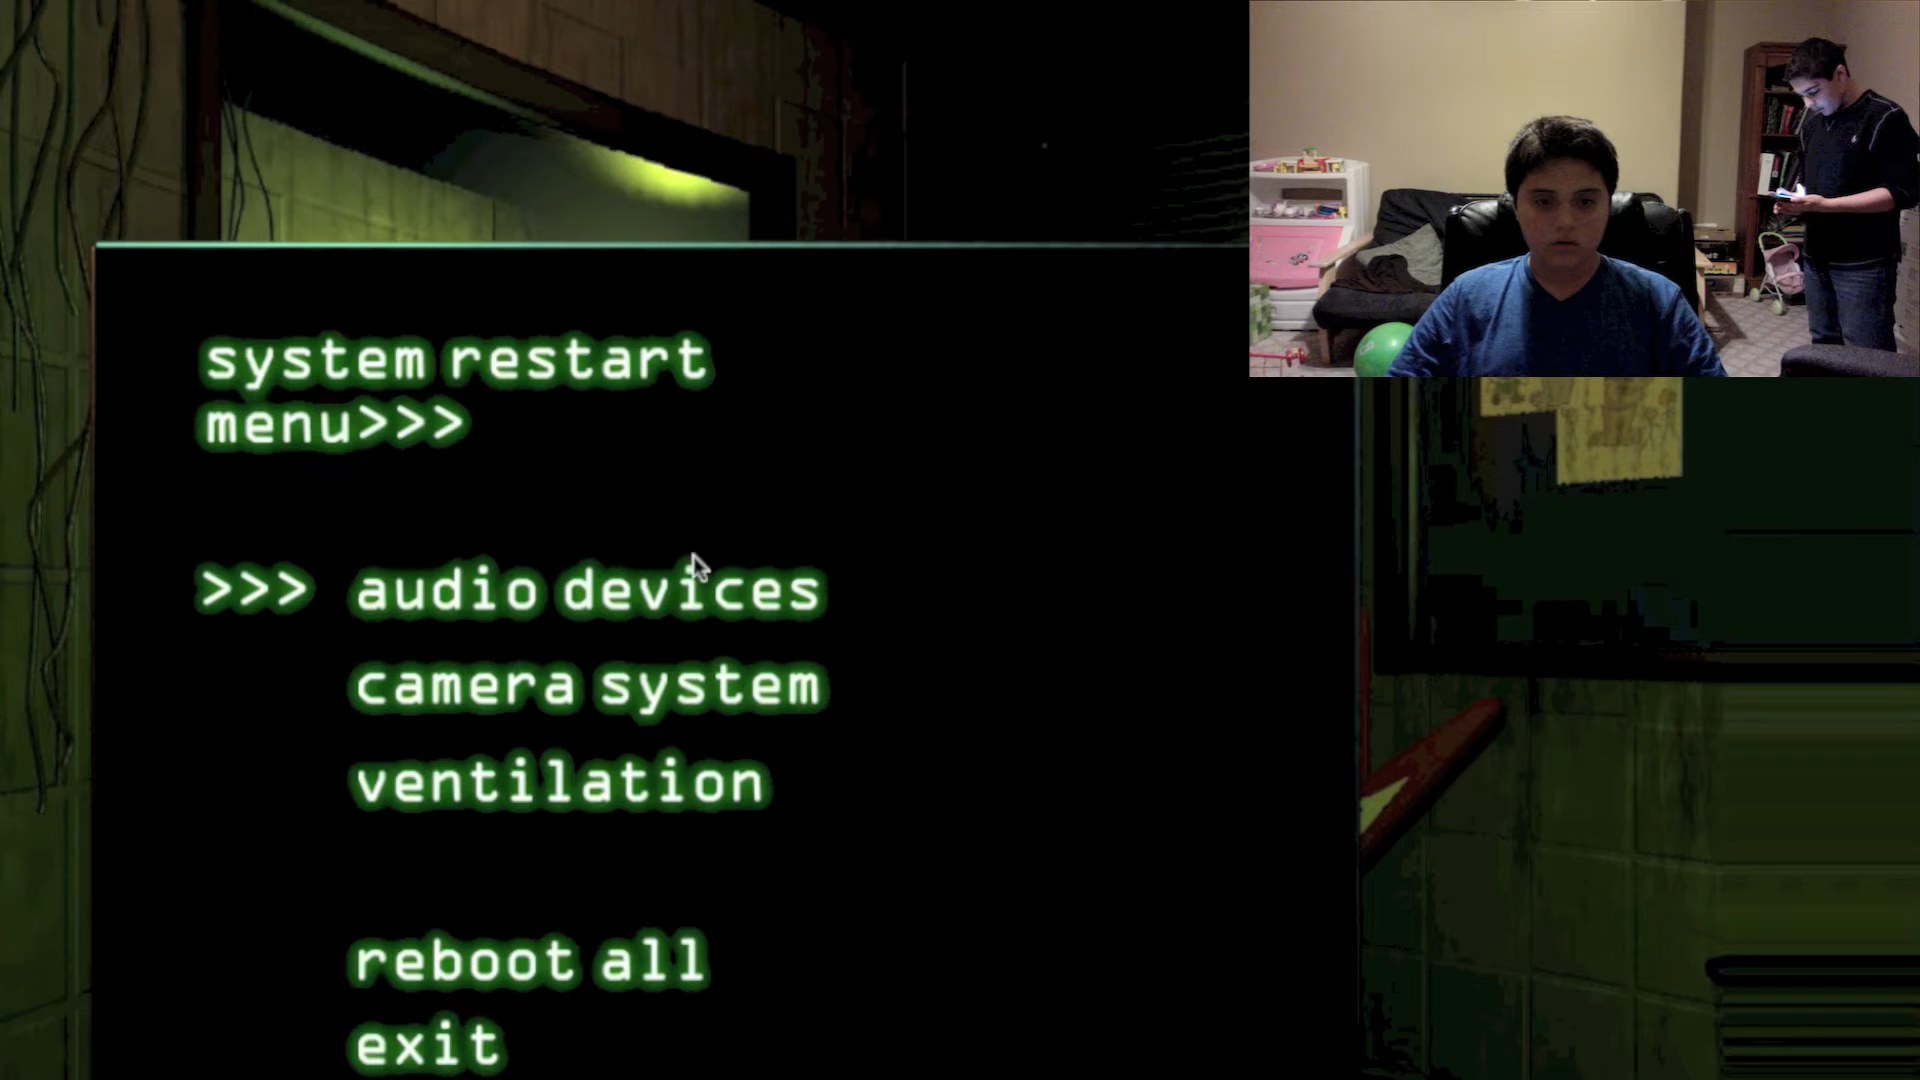 system restart
menu>>>
>>> audio devices
camera system
ventilation
reboot all
exit